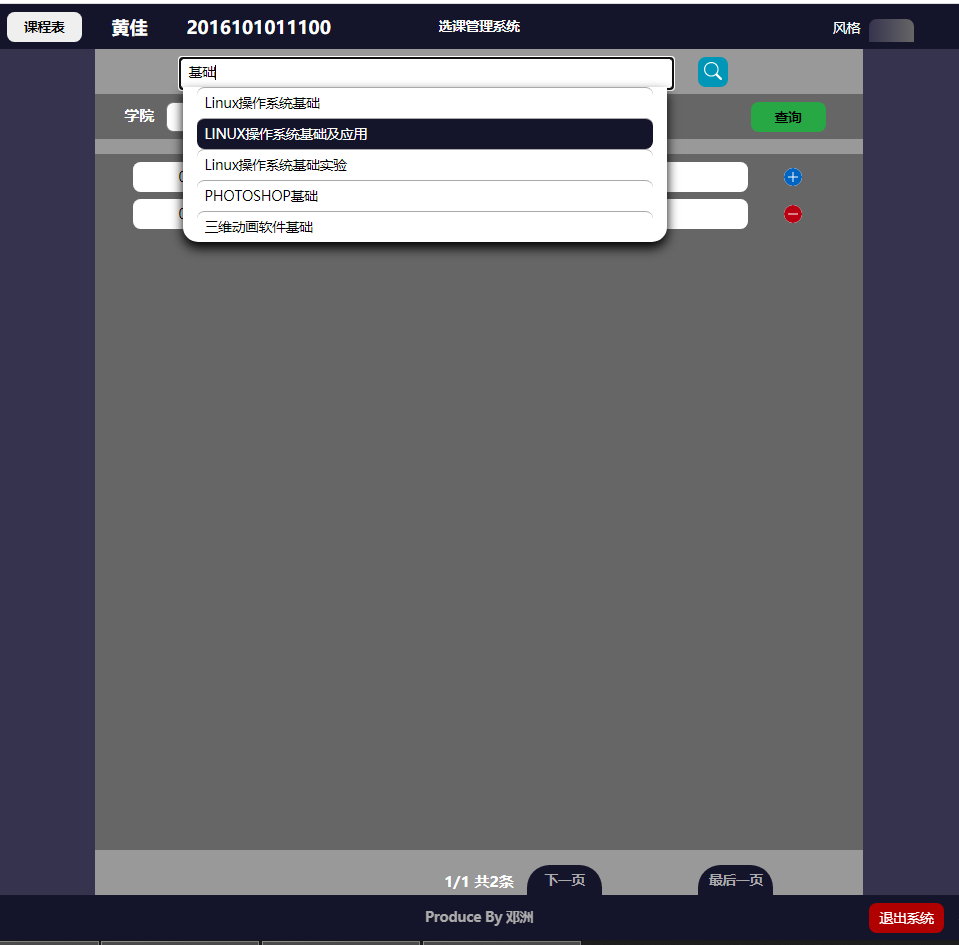 课程表 黄佳 2016101011100 选课管理系统 风格
基础
学院 查询
Linux操作系统基础
LINUX操作系统基础及应用
Linux操作系统基础实验
PHOTOSHOP基础
三维动画软件基础
1/1 共2条 下一页 最后一页
Produce By 邓洲 退出系统